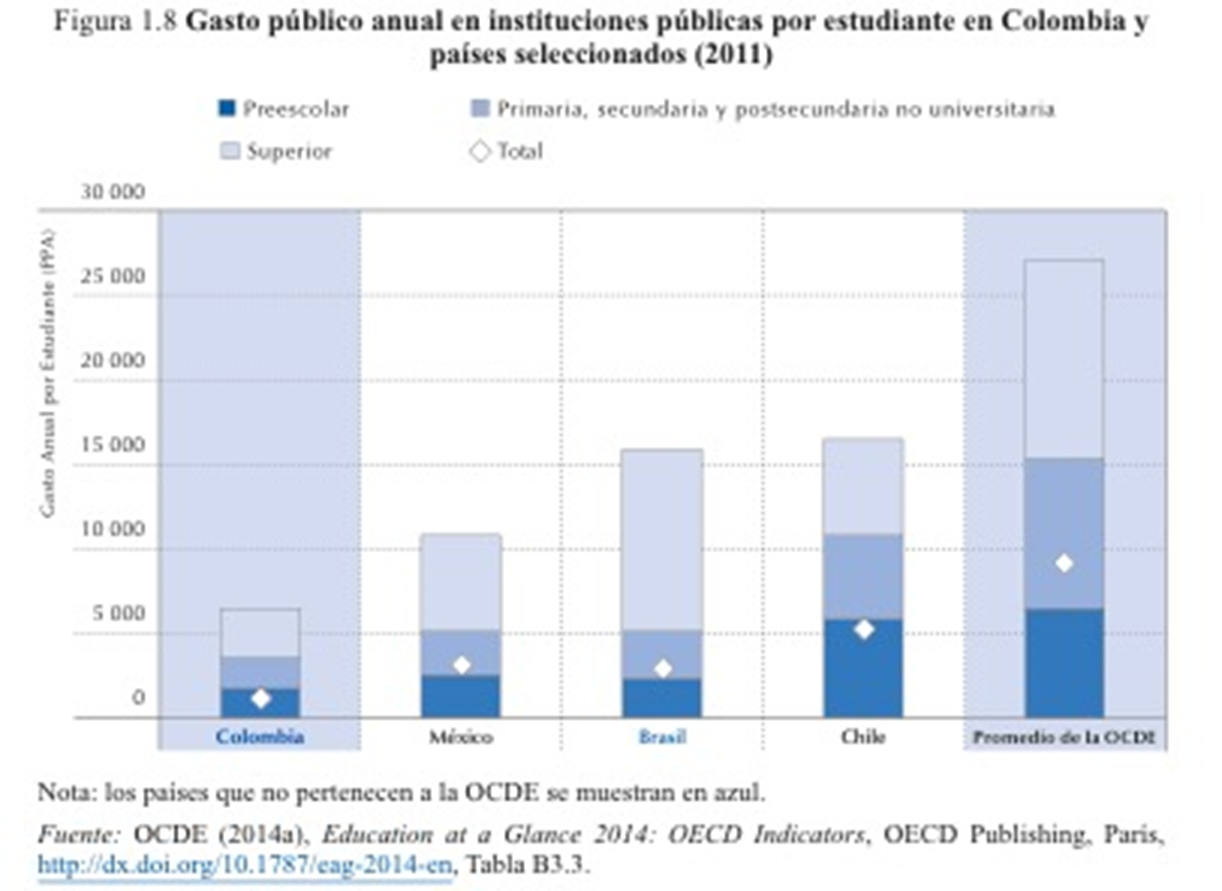 Figura 1.8 Gasto público anual en instituciones públicas por estudiante en Colombia y
países seleccionados (2011)
Preescolar
Primaria, secundaria y postsecundaria no universitaria
Superior
Total
30 000
25 000
20 000
15 000
10 000
5 000
0
Gasto Anual por Estudiante (PPA)
Colombia
México
Brasil
Chile
Promedio de la OCDE
Nota: los paises que no pertenecen a la OCDE se muestran en azul.
Fuente: OCDE (2014a), Education at a Glance 2014: OECD Indicators, OECD Publishing, París,
http://dx.doi.org/10.1787/eag-2014-en, Tabla B3.3.